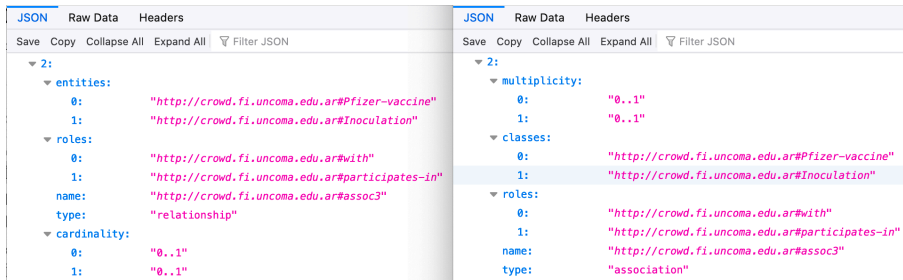 JSON Raw Data Headers
Save Copy Collapse All Expand All Filter JSON
2:
entities:
0: "http://crowd.fi.uncoma.edu.ar#Pfizer-vaccine"
1: "http://crowd.fi.uncoma.edu.ar#Inoculation"
roles:
0: "http://crowd.fi.uncoma.edu.ar#with"
1: "http://crowd.fi.uncoma.edu.ar#participates-in"
name: "http://crowd.fi.uncoma.edu.ar#assoc3"
type: "relationship"
cardinality:
0: "0..1"
1: "0..1"
JSON Raw Data Headers
Save Copy Collapse All Expand All Filter JSON
2:
multiplicity:
0: "0..1"
1: "0..1"
classes:
0: "http://crowd.fi.uncoma.edu.ar#Pfizer-vaccine"
1: "http://crowd.fi.uncoma.edu.ar#Inoculation"
roles:
0: "http://crowd.fi.uncoma.edu.ar#with"
1: "http://crowd.fi.uncoma.edu.ar#participates-in"
name: "http://crowd.fi.uncoma.edu.ar#assoc3"
type: "association"